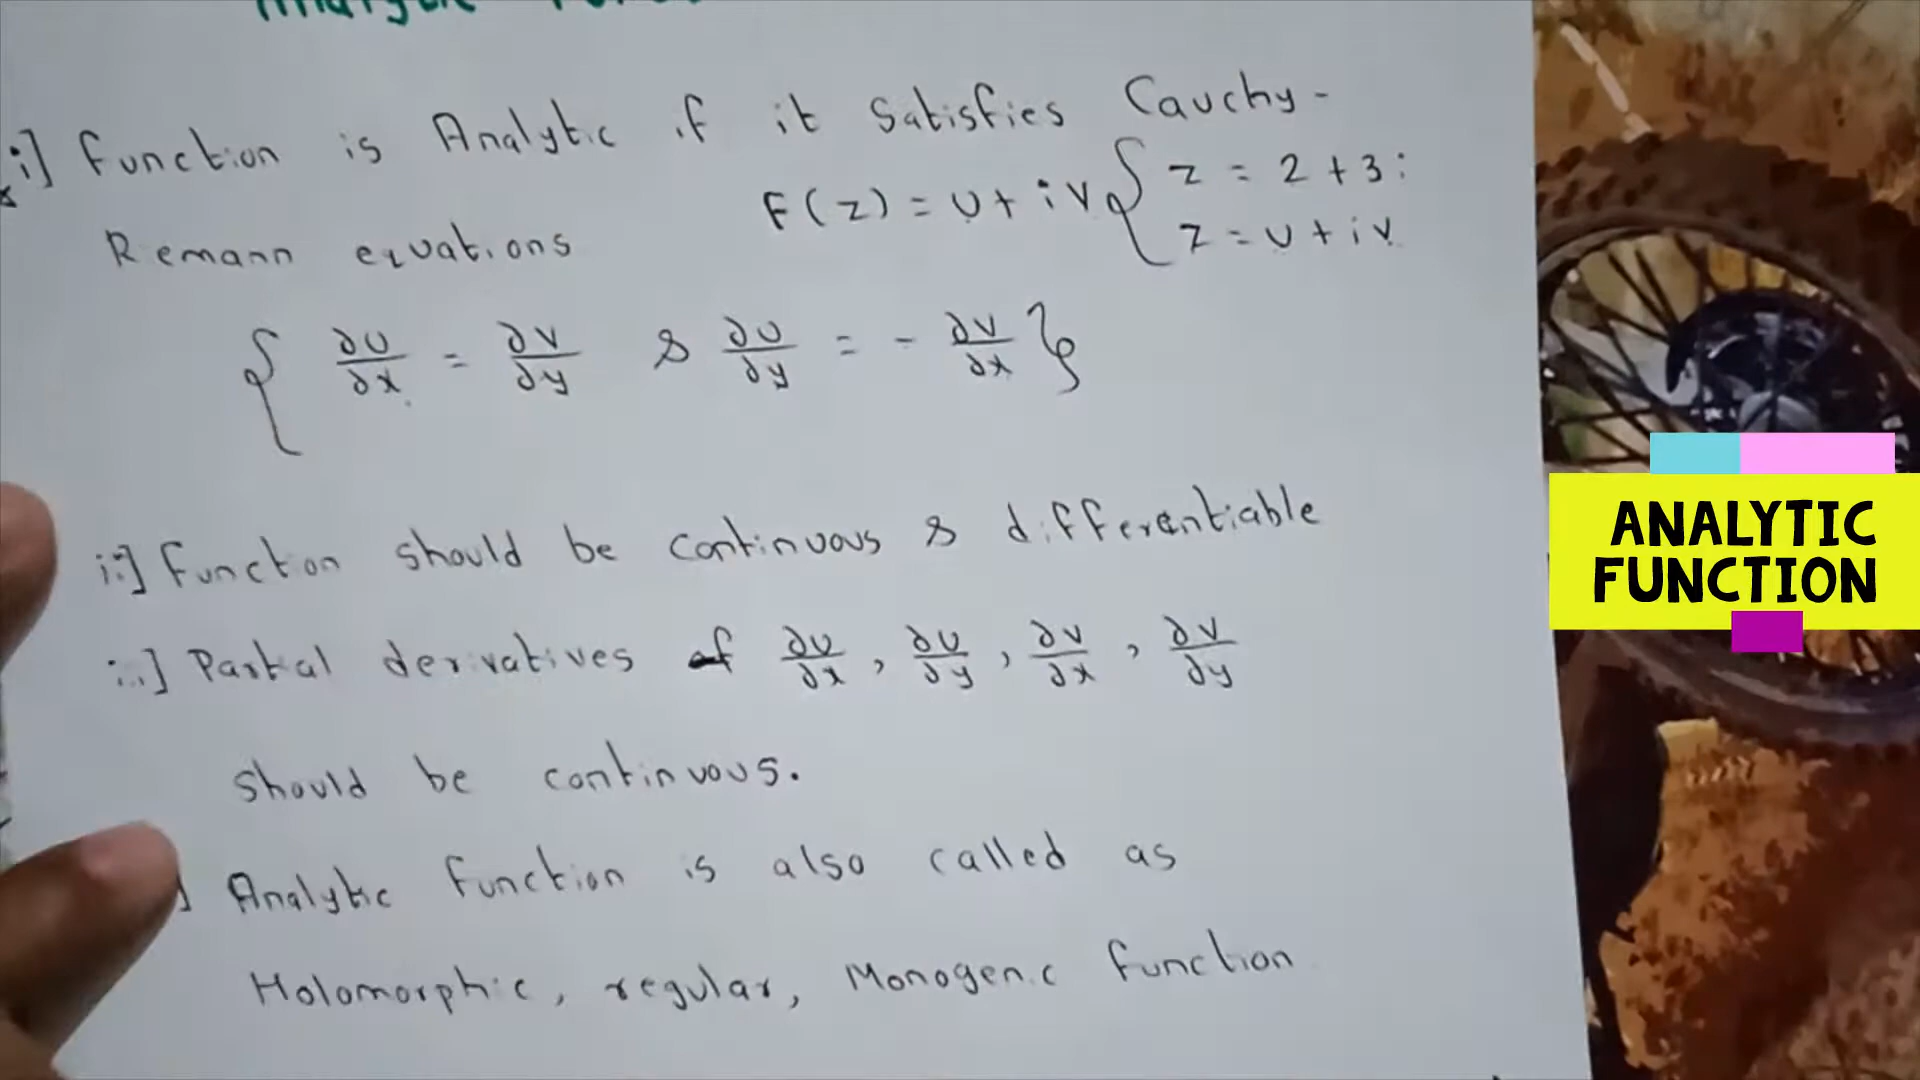 Analytic
i] Function is Analytic if it Satisfies Cauchy-
Remann equations
F(z) = U + iV { z = 2 + 3i
z = U + iV
{ ∂U/∂x = ∂V/∂y & ∂U/∂y = - ∂V/∂x }
ii] Function should be continuous & differentiable
iii] Partial derivatives of ∂U/∂x , ∂U/∂y , ∂V/∂x , ∂V/∂y
should be continuous.
] Analytic Function is also called as
Holomorphic, regular, Monogenic Function
ANALYTIC
FUNCTION